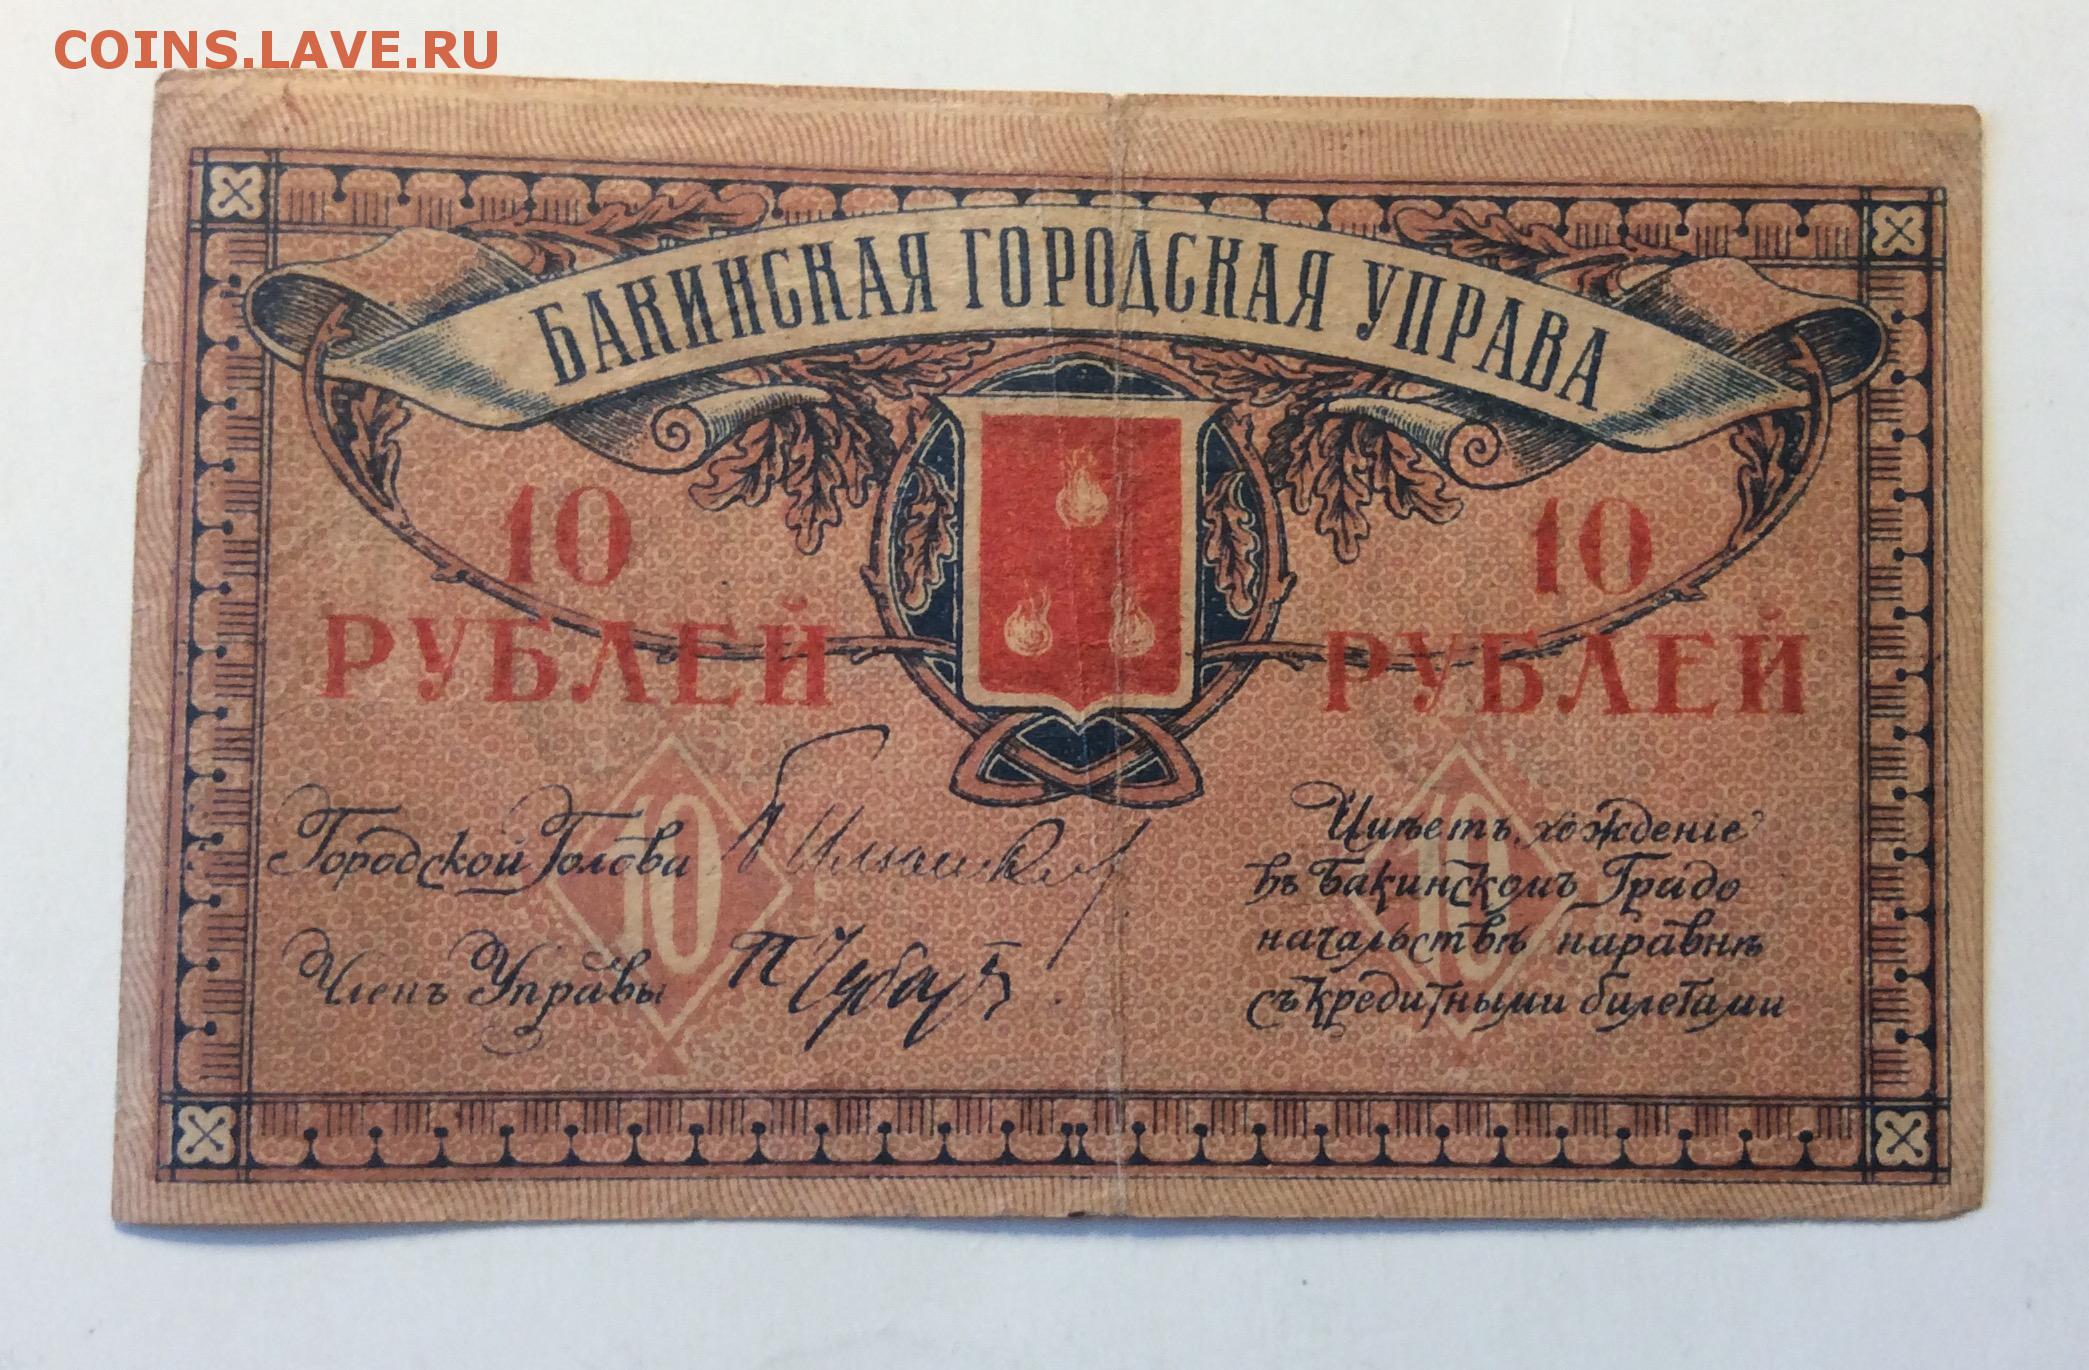 COINS.LAVE.RU
БАКИНСКАЯ ГОРОДСКАЯ УПРАВА
10 РУБЛЕЙ
10 РУБЛЕЙ
10
10
Городской Голова
Членъ Управы
Имѣетъ хожденіе
въ Бакинскомъ Градо
начальствѣ наравнѣ
съ кредитными билетами